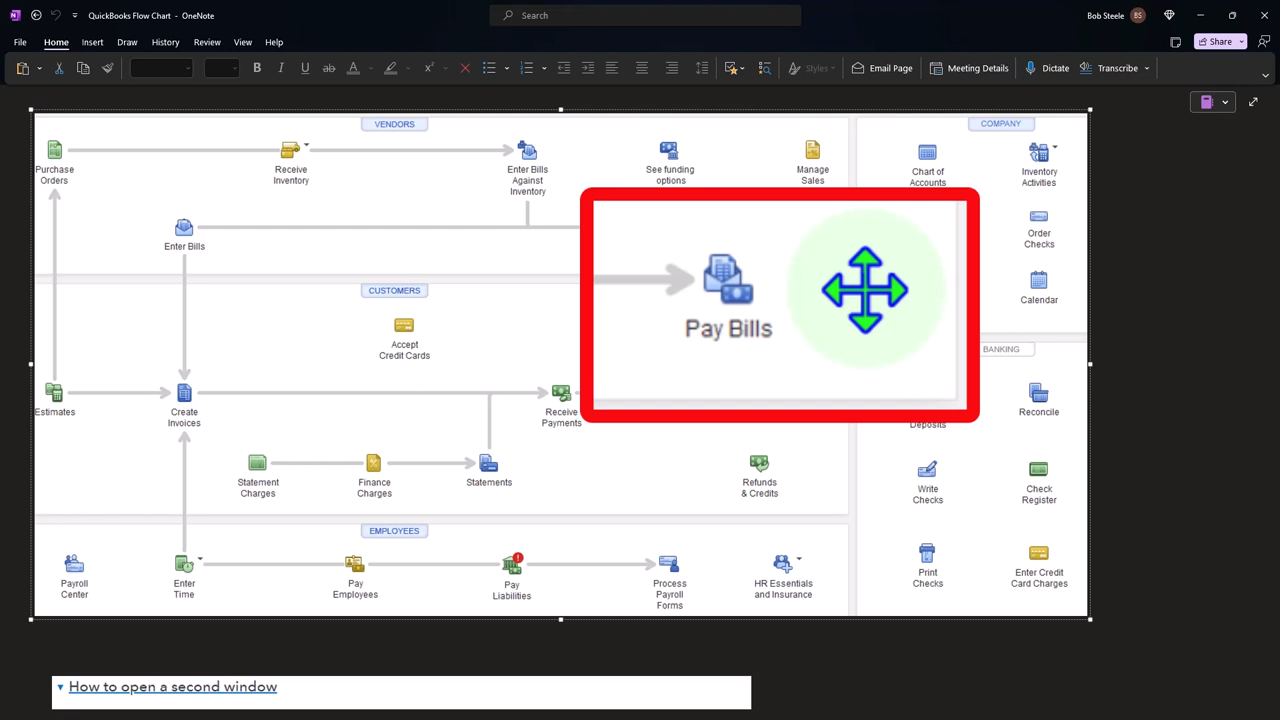 QuickBooks Flow Chart - OneNote
Search
Bob Steele
BS
File
Home
Insert
Draw
History
Review
View
Help
Share
B
I
U
ab
A
x
Styles
Email Page
Meeting Details
Dictate
Transcribe
VENDORS
COMPANY
Purchase
Orders
Receive
Inventory
Enter Bills
Against
Inventory
See funding
options
Manage
Sales
Chart of
Accounts
Inventory
Activities
Enter Bills
Order
Checks
Pay Bills
Calendar
CUSTOMERS
Accept
Credit Cards
BANKING
Estimates
Create
Invoices
Receive
Payments
Deposits
Reconcile
Statement
Charges
Finance
Charges
Statements
Refunds
& Credits
Write
Checks
Check
Register
EMPLOYEES
Payroll
Center
Enter
Time
Pay
Employees
Pay
Liabilities
Process
Payroll
Forms
HR Essentials
and Insurance
Print
Checks
Enter Credit
Card Charges
How to open a second window